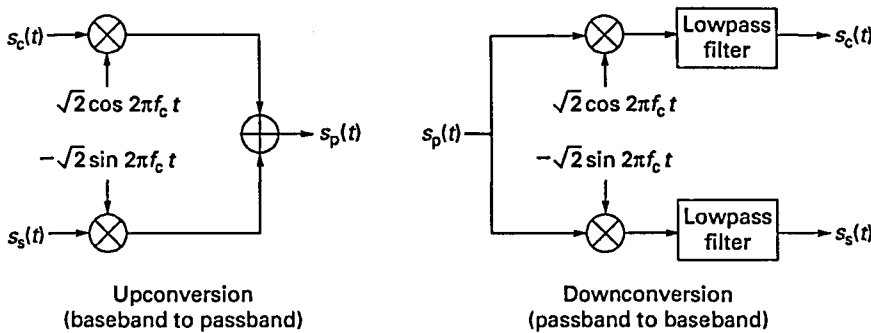 s_c(t)
√2 cos 2πf_c t
s_p(t)
−√2 sin 2πf_c t
s_s(t)
Upconversion
(baseband to passband)
Lowpass
filter
s_c(t)
√2 cos 2πf_c t
s_p(t)
−√2 sin 2πf_c t
Lowpass
filter
s_s(t)
Downconversion
(passband to baseband)